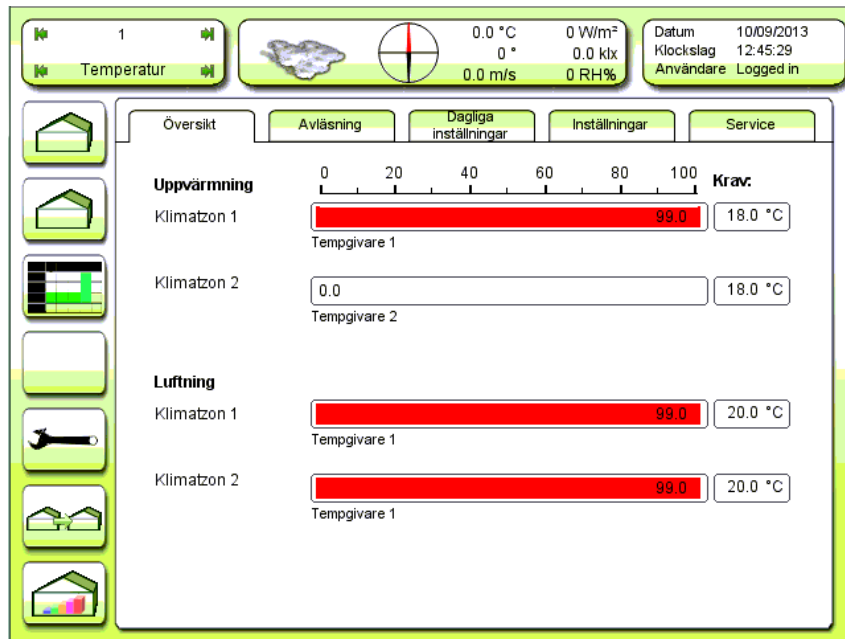 1
Temperatur
0.0 °C 0 W/m²
0 ° 0.0 klx
0.0 m/s 0 RH%
Datum 10/09/2013
Klockslag 12:45:29
Användare Logged in
Översikt
Avläsning
Dagliga
inställningar
Inställningar
Service
Uppvärmning 0 20 40 60 80 100 Krav:
Klimatzon 1 99.0 18.0 °C
Tempgivare 1
Klimatzon 2 0.0 18.0 °C
Tempgivare 2
Luftning
Klimatzon 1 99.0 20.0 °C
Tempgivare 1
Klimatzon 2 99.0 20.0 °C
Tempgivare 1